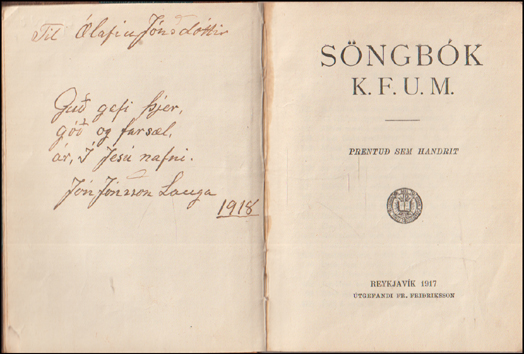 Til Ólafíu Jónsdóttir
Guð gefi þjer,
góð og farsæl,
ár, Í Jesú nafni.
Jón Jónsson Lauga
1918
SÖNGBÓK
K. F. U. M.
PRENTUÐ SEM HANDRIT
REYKJAVÍK 1917
ÚTGEFANDI FR. FRIÐRIKSSON